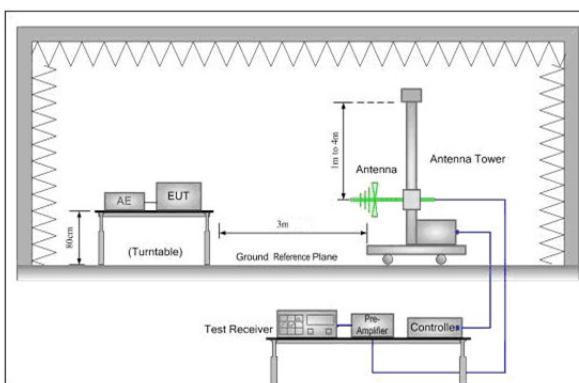 1m to 4m
Antenna
Antenna Tower
AE
EUT
80cm
(Turntable)
3m
Ground Reference Plane
Test Receiver
Pre-
Amplifier
Controller